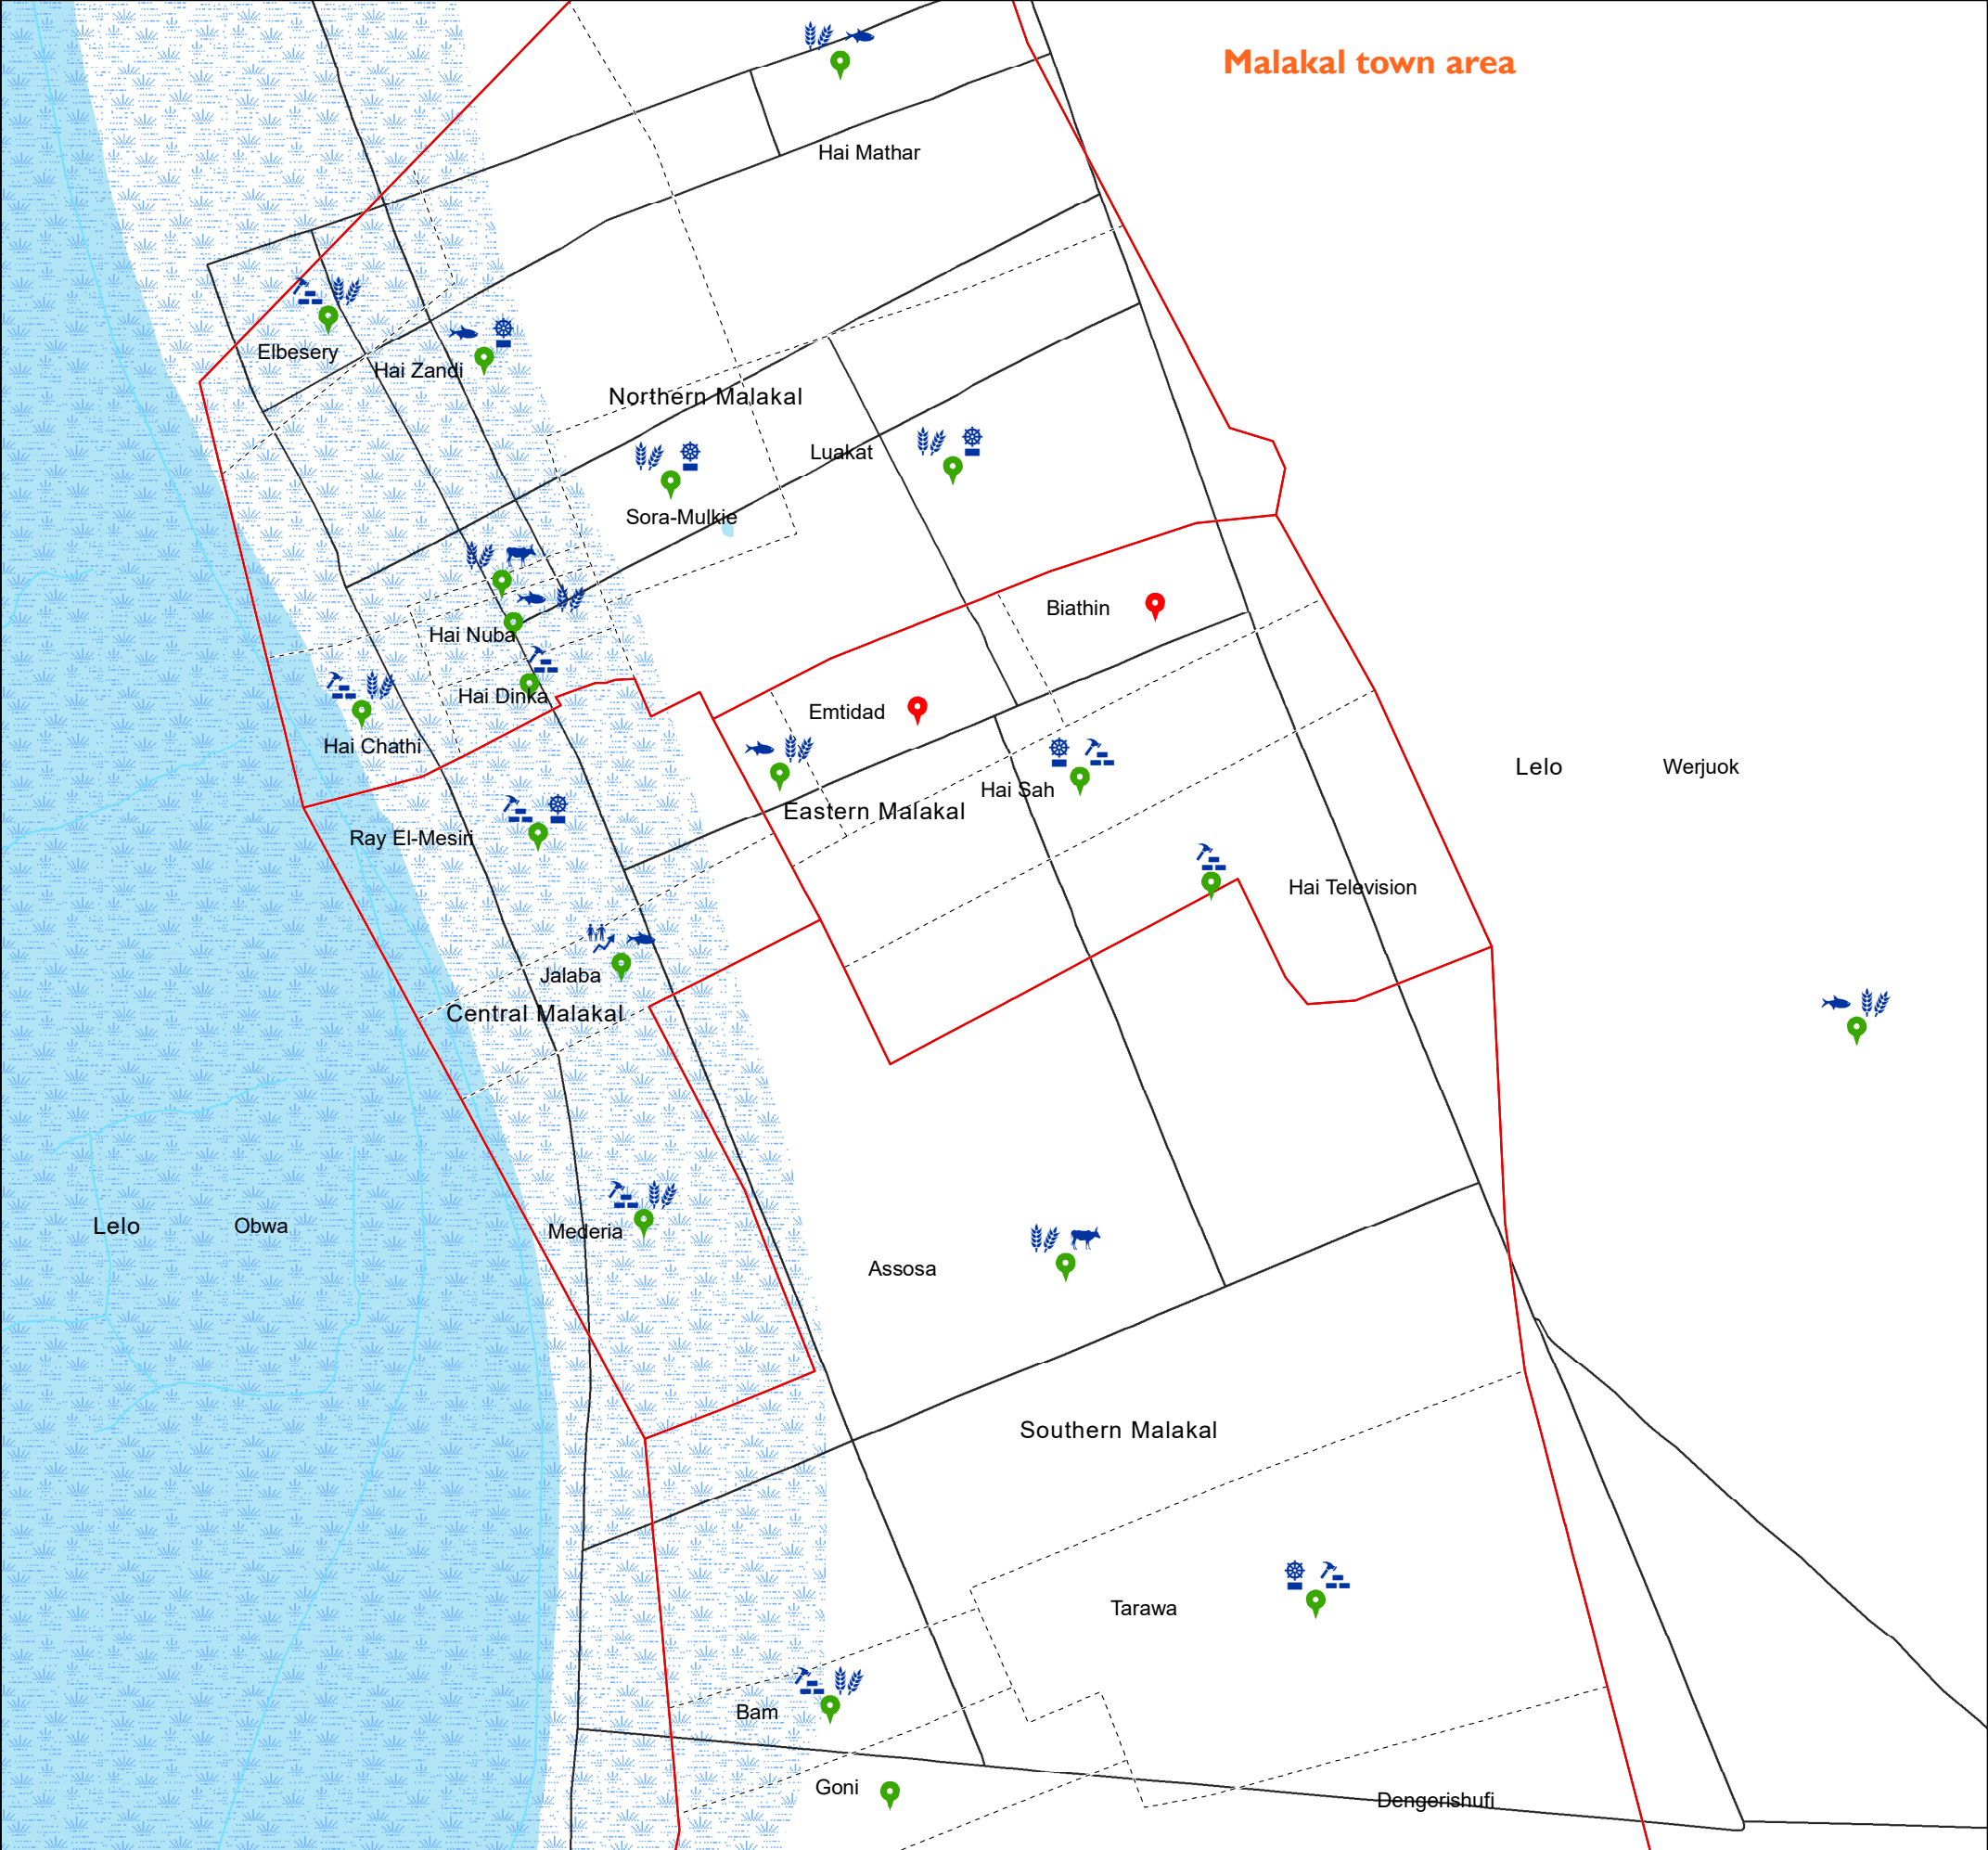 Malakal town area
Hai Mathar
Elbesery
Hai Zandi
Northern Malakal
Luakat
Sora-Mulkie
Biathin
Hai Nuba
Hai Dinka
Emtidad
Hai Chathi
Lelo
Werjuok
Hai Sah
Eastern Malakal
Ray El-Mesiri
Hai Television
Jalaba
Central Malakal
Lelo
Obwa
Mederia
Assosa
Southern Malakal
Tarawa
Bam
Goni
Dengerishufi